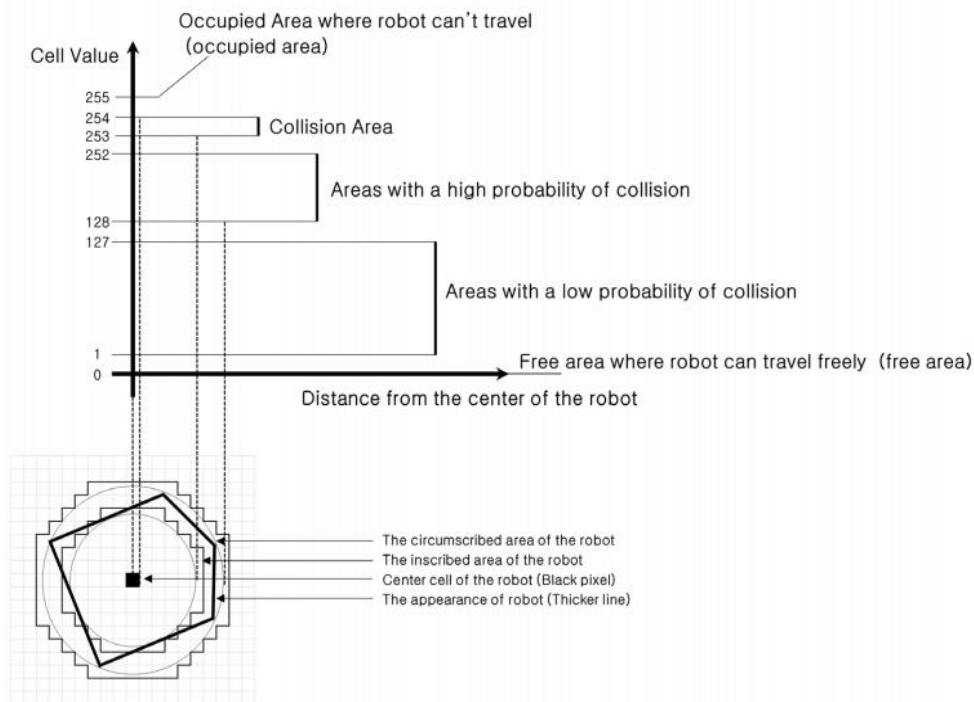 Occupied Area where robot can't travel
(occupied area)
Cell Value
255
254
Collision Area
253
252
Areas with a high probability of collision
128
127
Areas with a low probability of collision
1
Free area where robot can travel freely (free area)
0
Distance from the center of the robot
The circumscribed area of the robot
The inscribed area of the robot
Center cell of the robot (Black pixel)
The appearance of robot (Thicker line)